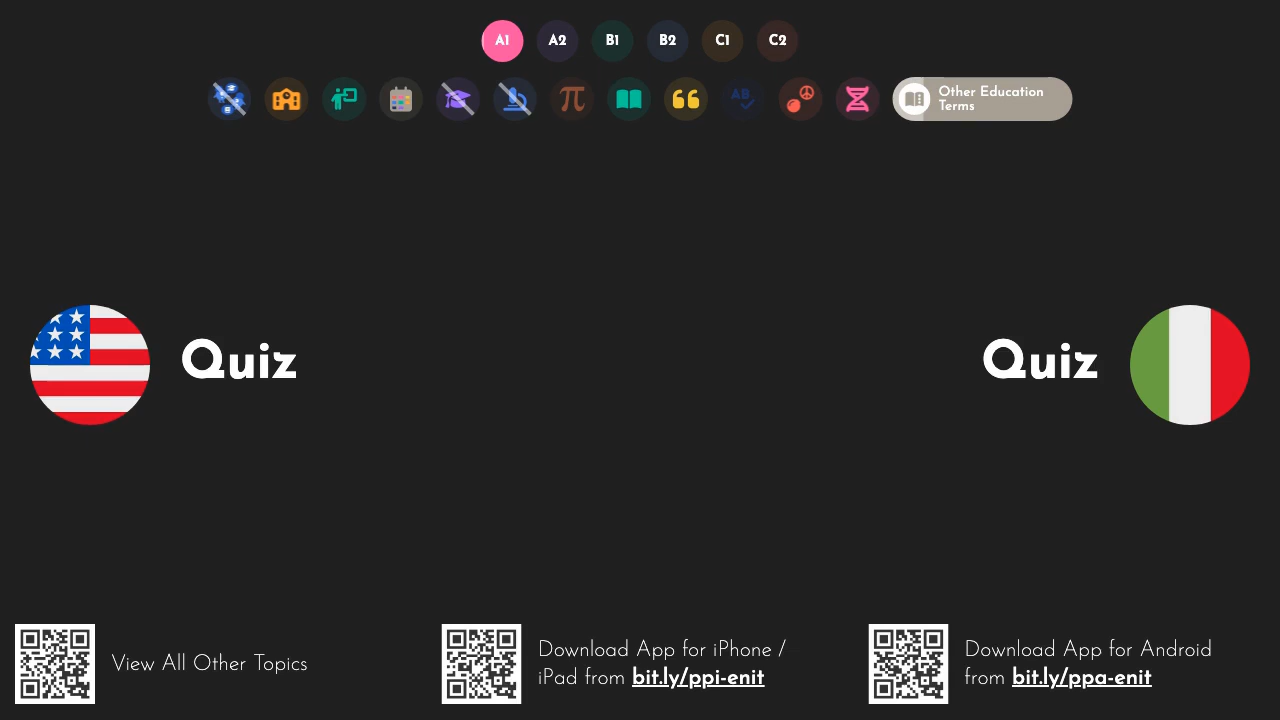 A1 A2 B1 B2 C1 C2
AB
Other Education
Terms
Quiz
Quiz
View All Other Topics
Download App for iPhone /
iPad from bit.ly/ppi-enit
Download App for Android
from bit.ly/ppa-enit